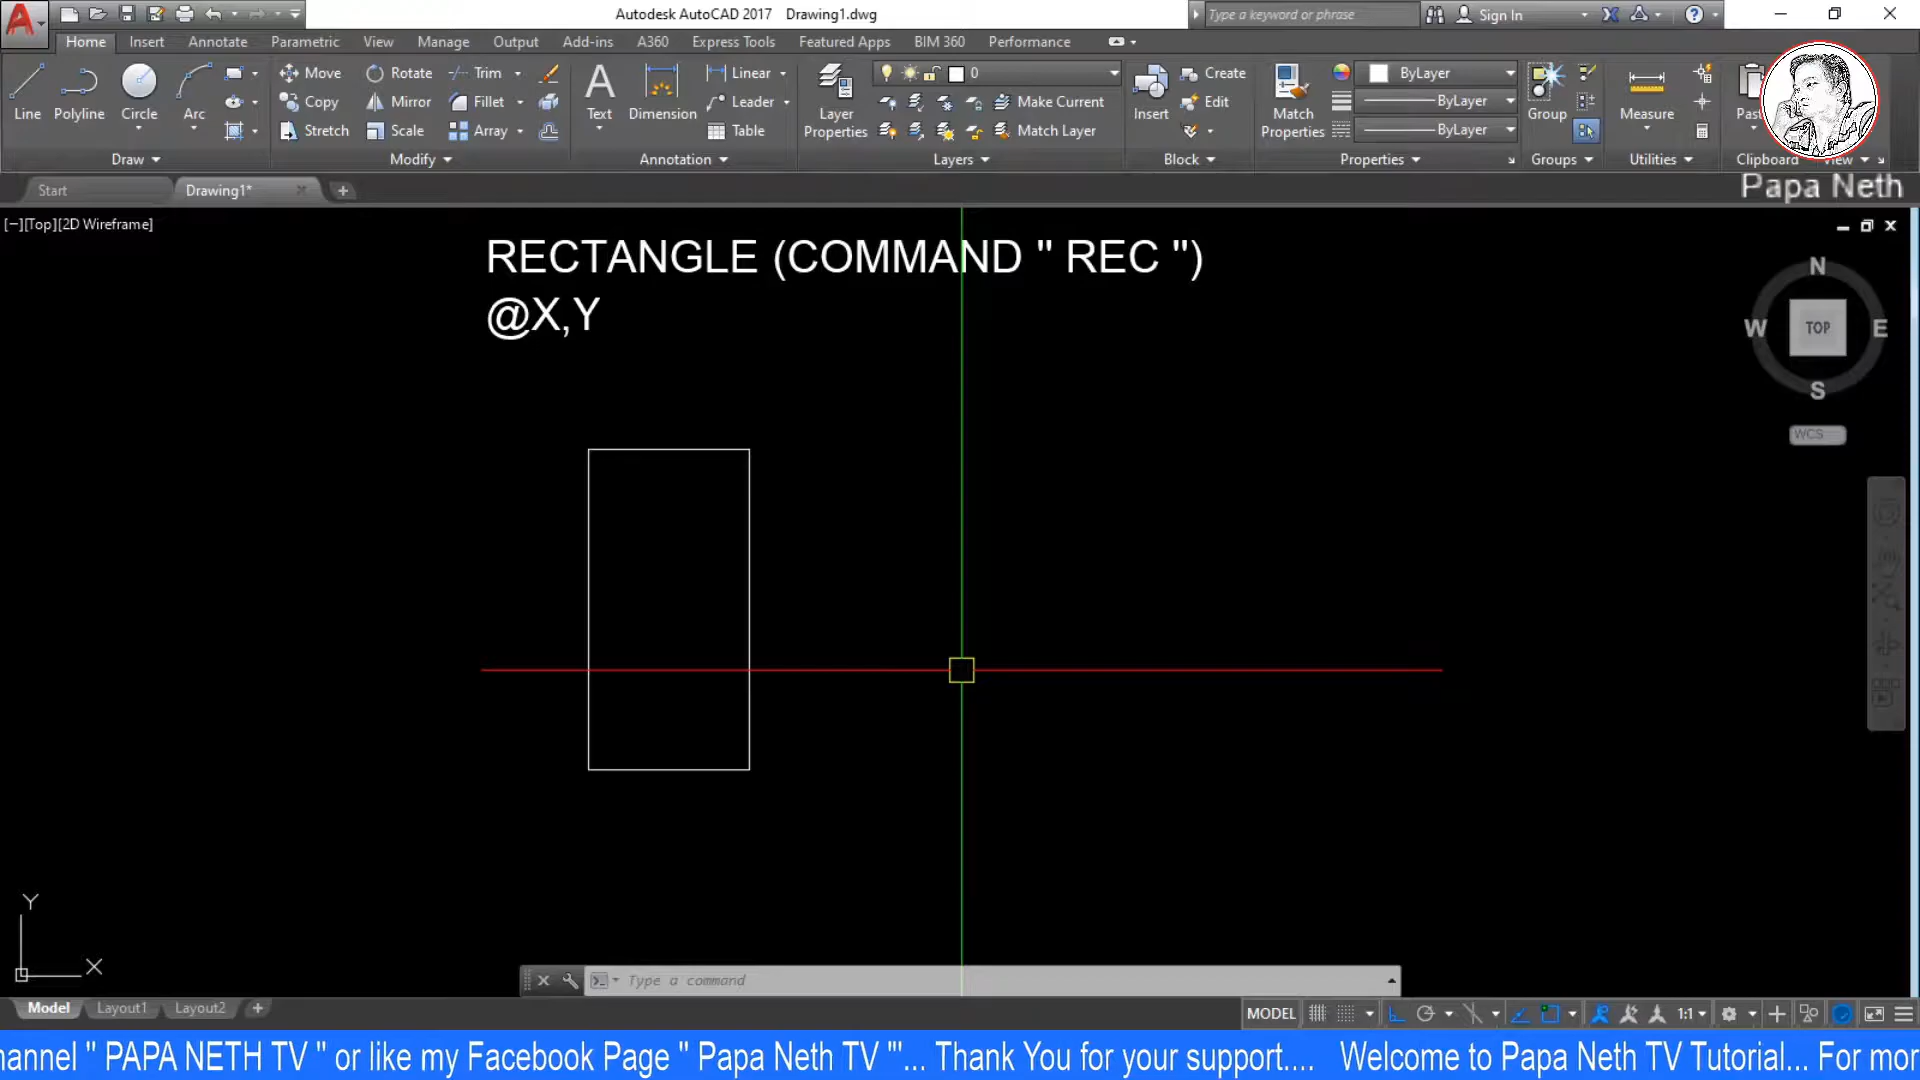 Autodesk AutoCAD 2017 Drawing1.dwg
Type a keyword or phrase
Sign In
Home Insert Annotate Parametric View Manage Output Add-ins A360 Express Tools Featured Apps BIM 360 Performance
Line Polyline Circle Arc
Move Rotate Trim
Copy Mirror Fillet
Stretch Scale Array
Text Dimension
Linear
Leader
Table
Layer Properties
0
Make Current
Match Layer
Insert
Create
Edit
Match Properties
ByLayer
ByLayer
ByLayer
Group
Measure
Draw Modify Annotation Layers Block Properties Groups Utilities Clipboard View
Start Drawing1*
Papa Neth
[−][Top][2D Wireframe]
RECTANGLE (COMMAND " REC ")
@X,Y
N
W TOP E
S
WCS
Y
X
Type a command
Model Layout1 Layout2
MODEL 1:1
hannel " PAPA NETH TV " or like my Facebook Page " Papa Neth TV "'... Thank You for your support.... Welcome to Papa Neth TV Tutorial... For mor